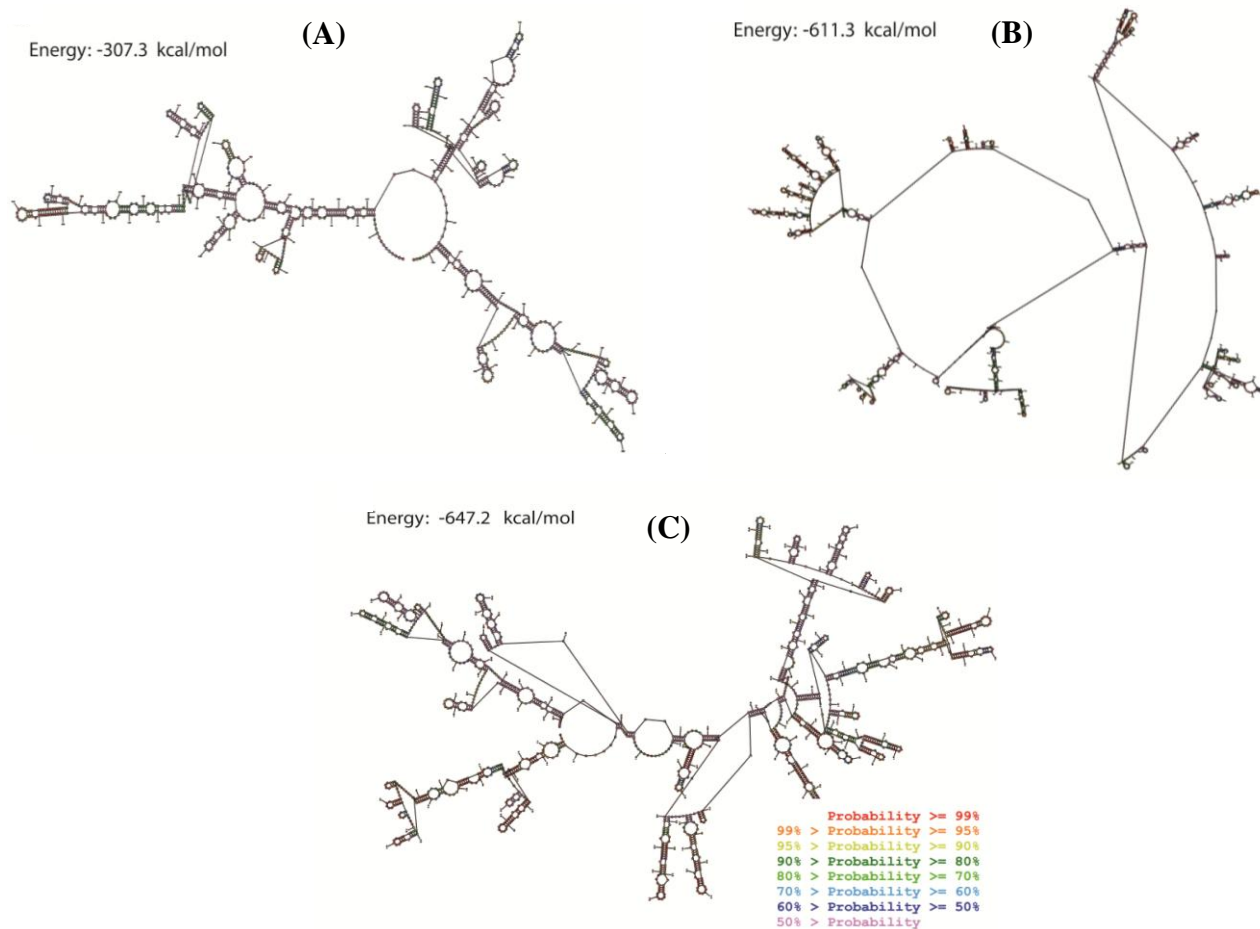 (A)
Energy: -307.3 kcal/mol
(B)
Energy: -611.3 kcal/mol
(C)
Energy: -647.2 kcal/mol
Probability >= 99%
99% > Probability >= 95%
95% > Probability >= 90%
90% > Probability >= 80%
80% > Probability >= 70%
70% > Probability >= 60%
60% > Probability >= 50%
50% > Probability